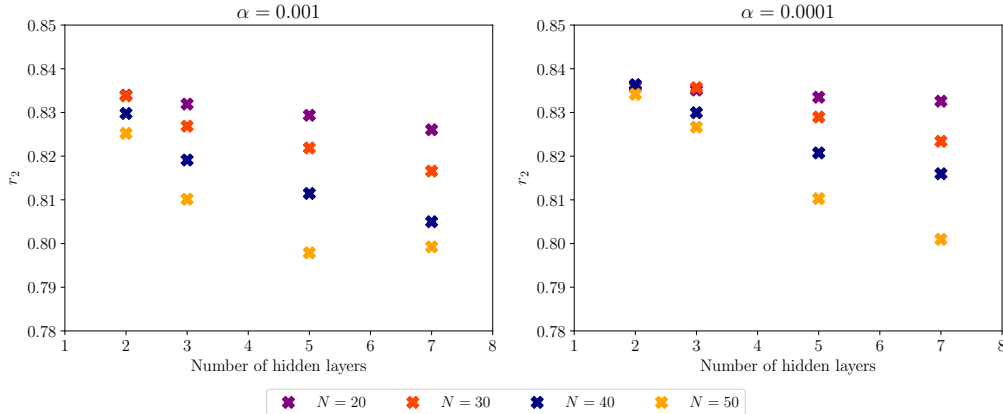 α = 0.001
0.85
0.84
0.83
0.82
0.81
0.80
0.79
0.78
r₂
1 2 3 4 5 6 7 8
Number of hidden layers
α = 0.0001
0.85
0.84
0.83
0.82
0.81
0.80
0.79
0.78
r₂
1 2 3 4 5 6 7 8
Number of hidden layers
N = 20 N = 30 N = 40 N = 50